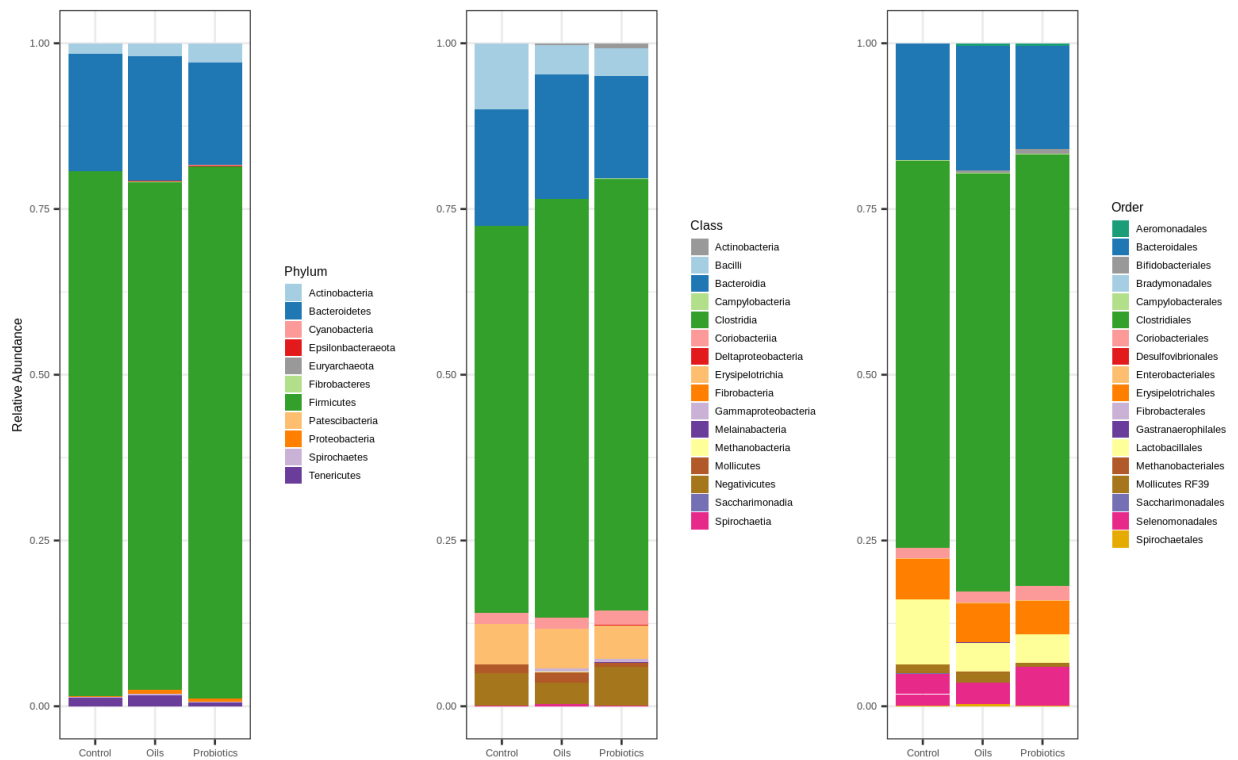 Relative Abundance
1.00
0.75
0.50
0.25
0.00
Control
Oils
Probiotics
Phylum
Actinobacteria
Bacteroidetes
Cyanobacteria
Epsilonbacteraeota
Euryarchaeota
Fibrobacteres
Firmicutes
Patescibacteria
Proteobacteria
Spirochaetes
Tenericutes
1.00
0.75
0.50
0.25
0.00
Control
Oils
Probiotics
Class
Actinobacteria
Bacilli
Bacteroidia
Campylobacteria
Clostridia
Coriobacteriia
Deltaproteobacteria
Erysipelotrichia
Fibrobacteria
Gammaproteobacteria
Melainabacteria
Methanobacteria
Mollicutes
Negativicutes
Saccharimonadia
Spirochaetia
1.00
0.75
0.50
0.25
0.00
Control
Oils
Probiotics
Order
Aeromonadales
Bacteroidales
Bifidobacteriales
Bradymonadales
Campylobacterales
Clostridiales
Coriobacteriales
Desulfovibrionales
Enterobacteriales
Erysipelotrichales
Fibrobacterales
Gastranaerophilales
Lactobacillales
Methanobacteriales
Mollicutes RF39
Saccharimonadales
Selenomonadales
Spirochaetales